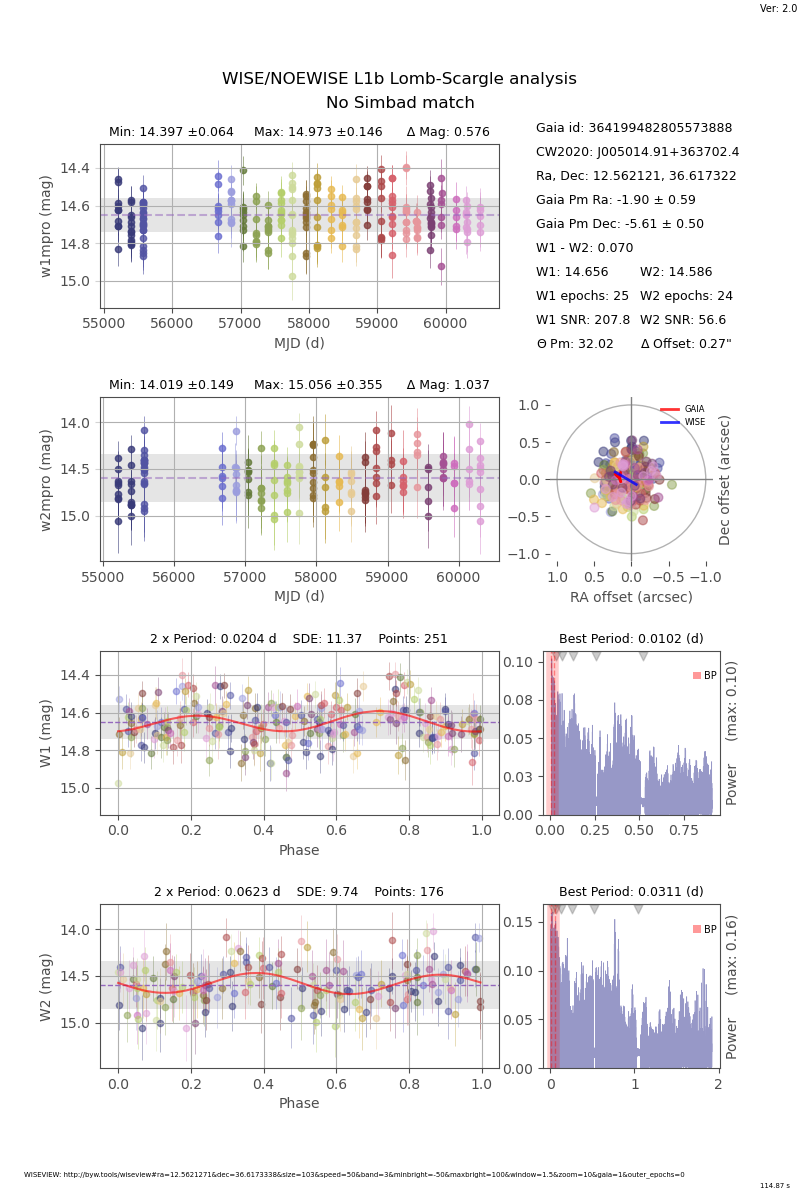 Ver: 2.0
WISE/NOEWISE L1b Lomb-Scargle analysis
No Simbad match
Min: 14.397 ±0.064 Max: 14.973 ±0.146 Δ Mag: 0.576
14.4
14.6
14.8
15.0
w1mpro (mag)
55000 56000 57000 58000 59000 60000
MJD (d)
Gaia id: 364199482805573888
CW2020: J005014.91+363702.4
Ra, Dec: 12.562121, 36.617322
Gaia Pm Ra: -1.90 ± 0.59
Gaia Pm Dec: -5.61 ± 0.50
W1 - W2: 0.070
W1: 14.656 W2: 14.586
W1 epochs: 25 W2 epochs: 24
W1 SNR: 207.8 W2 SNR: 56.6
Θ Pm: 32.02 Δ Offset: 0.27"
Min: 14.019 ±0.149 Max: 15.056 ±0.355 Δ Mag: 1.037
14.0
14.5
15.0
w2mpro (mag)
55000 56000 57000 58000 59000 60000
MJD (d)
1.0
0.5
0.0
−0.5
−1.0
GAIA
WISE
Dec offset (arcsec)
1.0 0.5 0.0 −0.5 −1.0
RA offset (arcsec)
2 x Period: 0.0204 d SDE: 11.37 Points: 251
14.4
14.6
14.8
15.0
W1 (mag)
0.0 0.2 0.4 0.6 0.8 1.0
Phase
Best Period: 0.0102 (d)
0.10
0.08
0.05
0.03
0.00
BP
Power (max: 0.10)
0.00 0.25 0.50 0.75
2 x Period: 0.0623 d SDE: 9.74 Points: 176
14.0
14.5
15.0
W2 (mag)
0.0 0.2 0.4 0.6 0.8 1.0
Phase
Best Period: 0.0311 (d)
0.15
0.10
0.05
0.00
BP
Power (max: 0.16)
0 1 2
WISEVIEW: http://byw.tools/wiseview#ra=12.5621271&dec=36.6173338&size=103&speed=50&band=3&minbright=-50&maxbright=100&window=1.5&zoom=10&gaia=1&outer_epochs=0
114.87 s